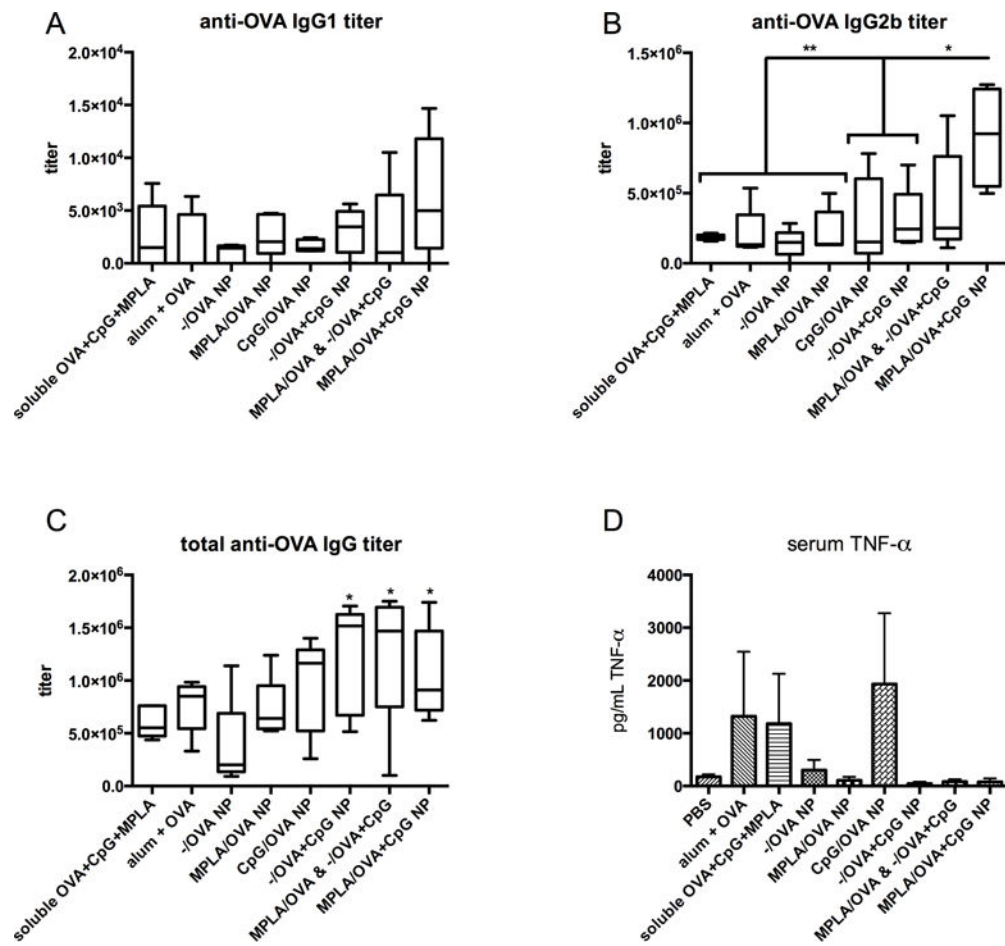 A
anti-OVA IgG1 titer
2.0×10⁴
1.5×10⁴
1.0×10⁴
5.0×10³
0.0
titer
soluble OVA+CpG+MPLA
alum + OVA
-/OVA NP
MPLA/OVA NP
CpG/OVA NP
-/OVA+CpG NP
MPLA/OVA & -/OVA+CpG
MPLA/OVA+CpG NP
B
anti-OVA IgG2b titer
1.5×10⁶
1.0×10⁶
5.0×10⁵
0.0
titer
**
*
soluble OVA+CpG+MPLA
alum + OVA
-/OVA NP
MPLA/OVA NP
CpG/OVA NP
-/OVA+CpG NP
MPLA/OVA & -/OVA+CpG
MPLA/OVA+CpG NP
C
total anti-OVA IgG titer
2.0×10⁶
1.5×10⁶
1.0×10⁶
5.0×10⁵
0.0
titer
*
*
*
soluble OVA+CpG+MPLA
alum + OVA
-/OVA NP
MPLA/OVA NP
CpG/OVA NP
-/OVA+CpG NP
MPLA/OVA & -/OVA+CpG
MPLA/OVA+CpG NP
D
serum TNF-α
4000
3000
2000
1000
0
pg/mL TNF-α
PBS
alum + OVA
soluble OVA+CpG+MPLA
-/OVA NP
MPLA/OVA NP
CpG/OVA NP
-/OVA+CpG NP
MPLA/OVA & -/OVA+CpG
MPLA/OVA+CpG NP